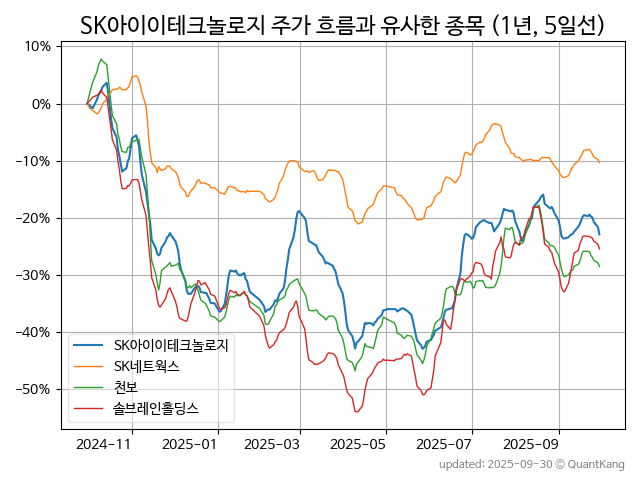 SK아이이테크놀로지 주가 흐름과 유사한 종목 (1년, 5일선)
10%
0%
−10%
−20%
−30%
−40%
−50%
SK아이이테크놀로지
SK네트웍스
천보
솔브레인홀딩스
2024-11
2025-01
2025-03
2025-05
2025-07
2025-09
updated: 2025-09-30 © QuantKang